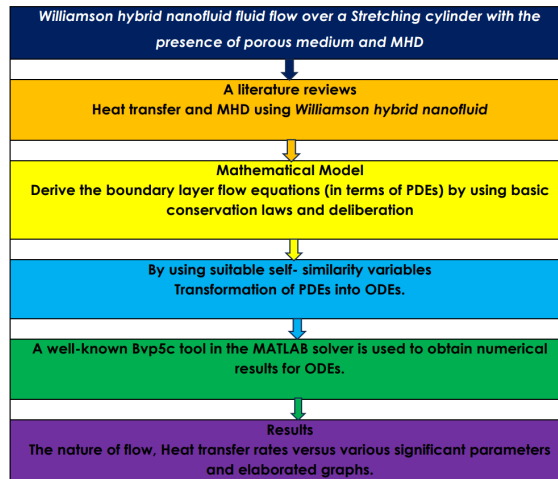 Williamson hybrid nanofluid fluid flow over a Stretching cylinder with the
presence of porous medium and MHD
A literature reviews
Heat transfer and MHD using Williamson hybrid nanofluid
Mathematical Model
Derive the boundary layer flow equations (in terms of PDEs) by using basic
conservation laws and deliberation
By using suitable self- similarity variables
Transformation of PDEs into ODEs.
A well-known Bvp5c tool in the MATLAB solver is used to obtain numerical
results for ODEs.
Results
The nature of flow, Heat transfer rates versus various significant parameters
and elaborated graphs.